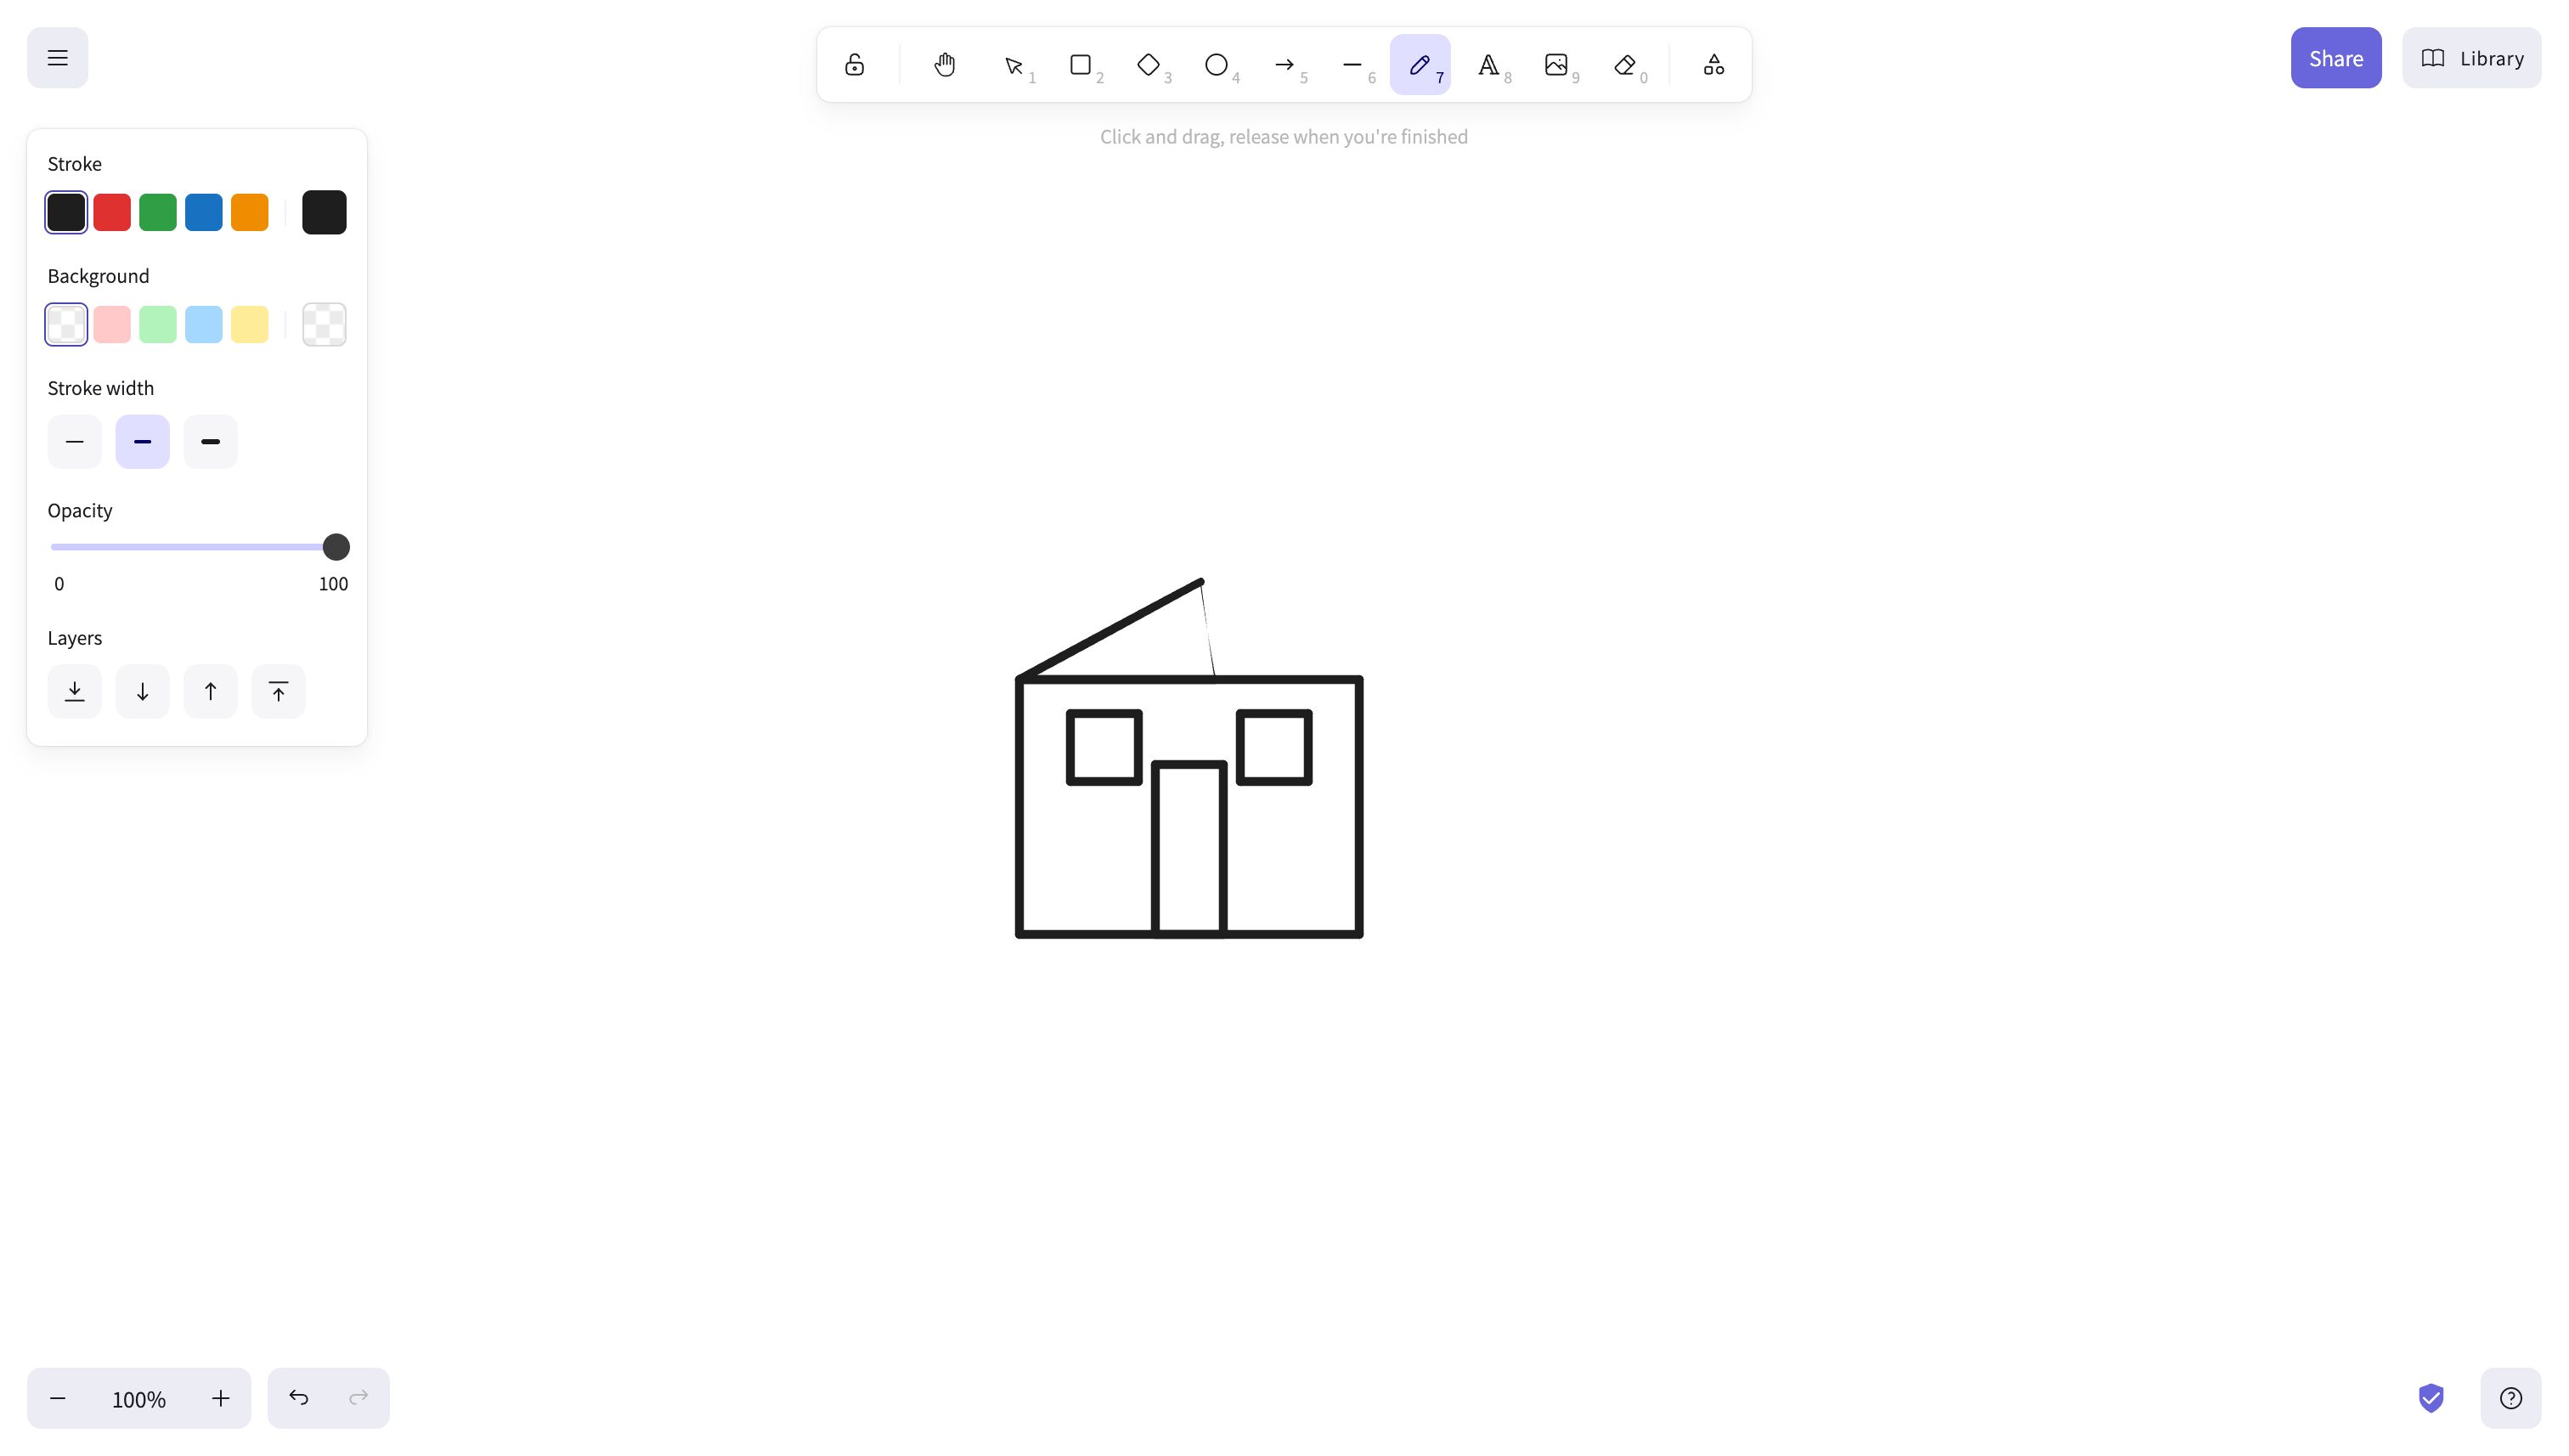 1 2 3 4 5 6 7 8 9 0
Share
Library
Click and drag, release when you're finished
Stroke
Background
Stroke width
Opacity
0 100
Layers
100%